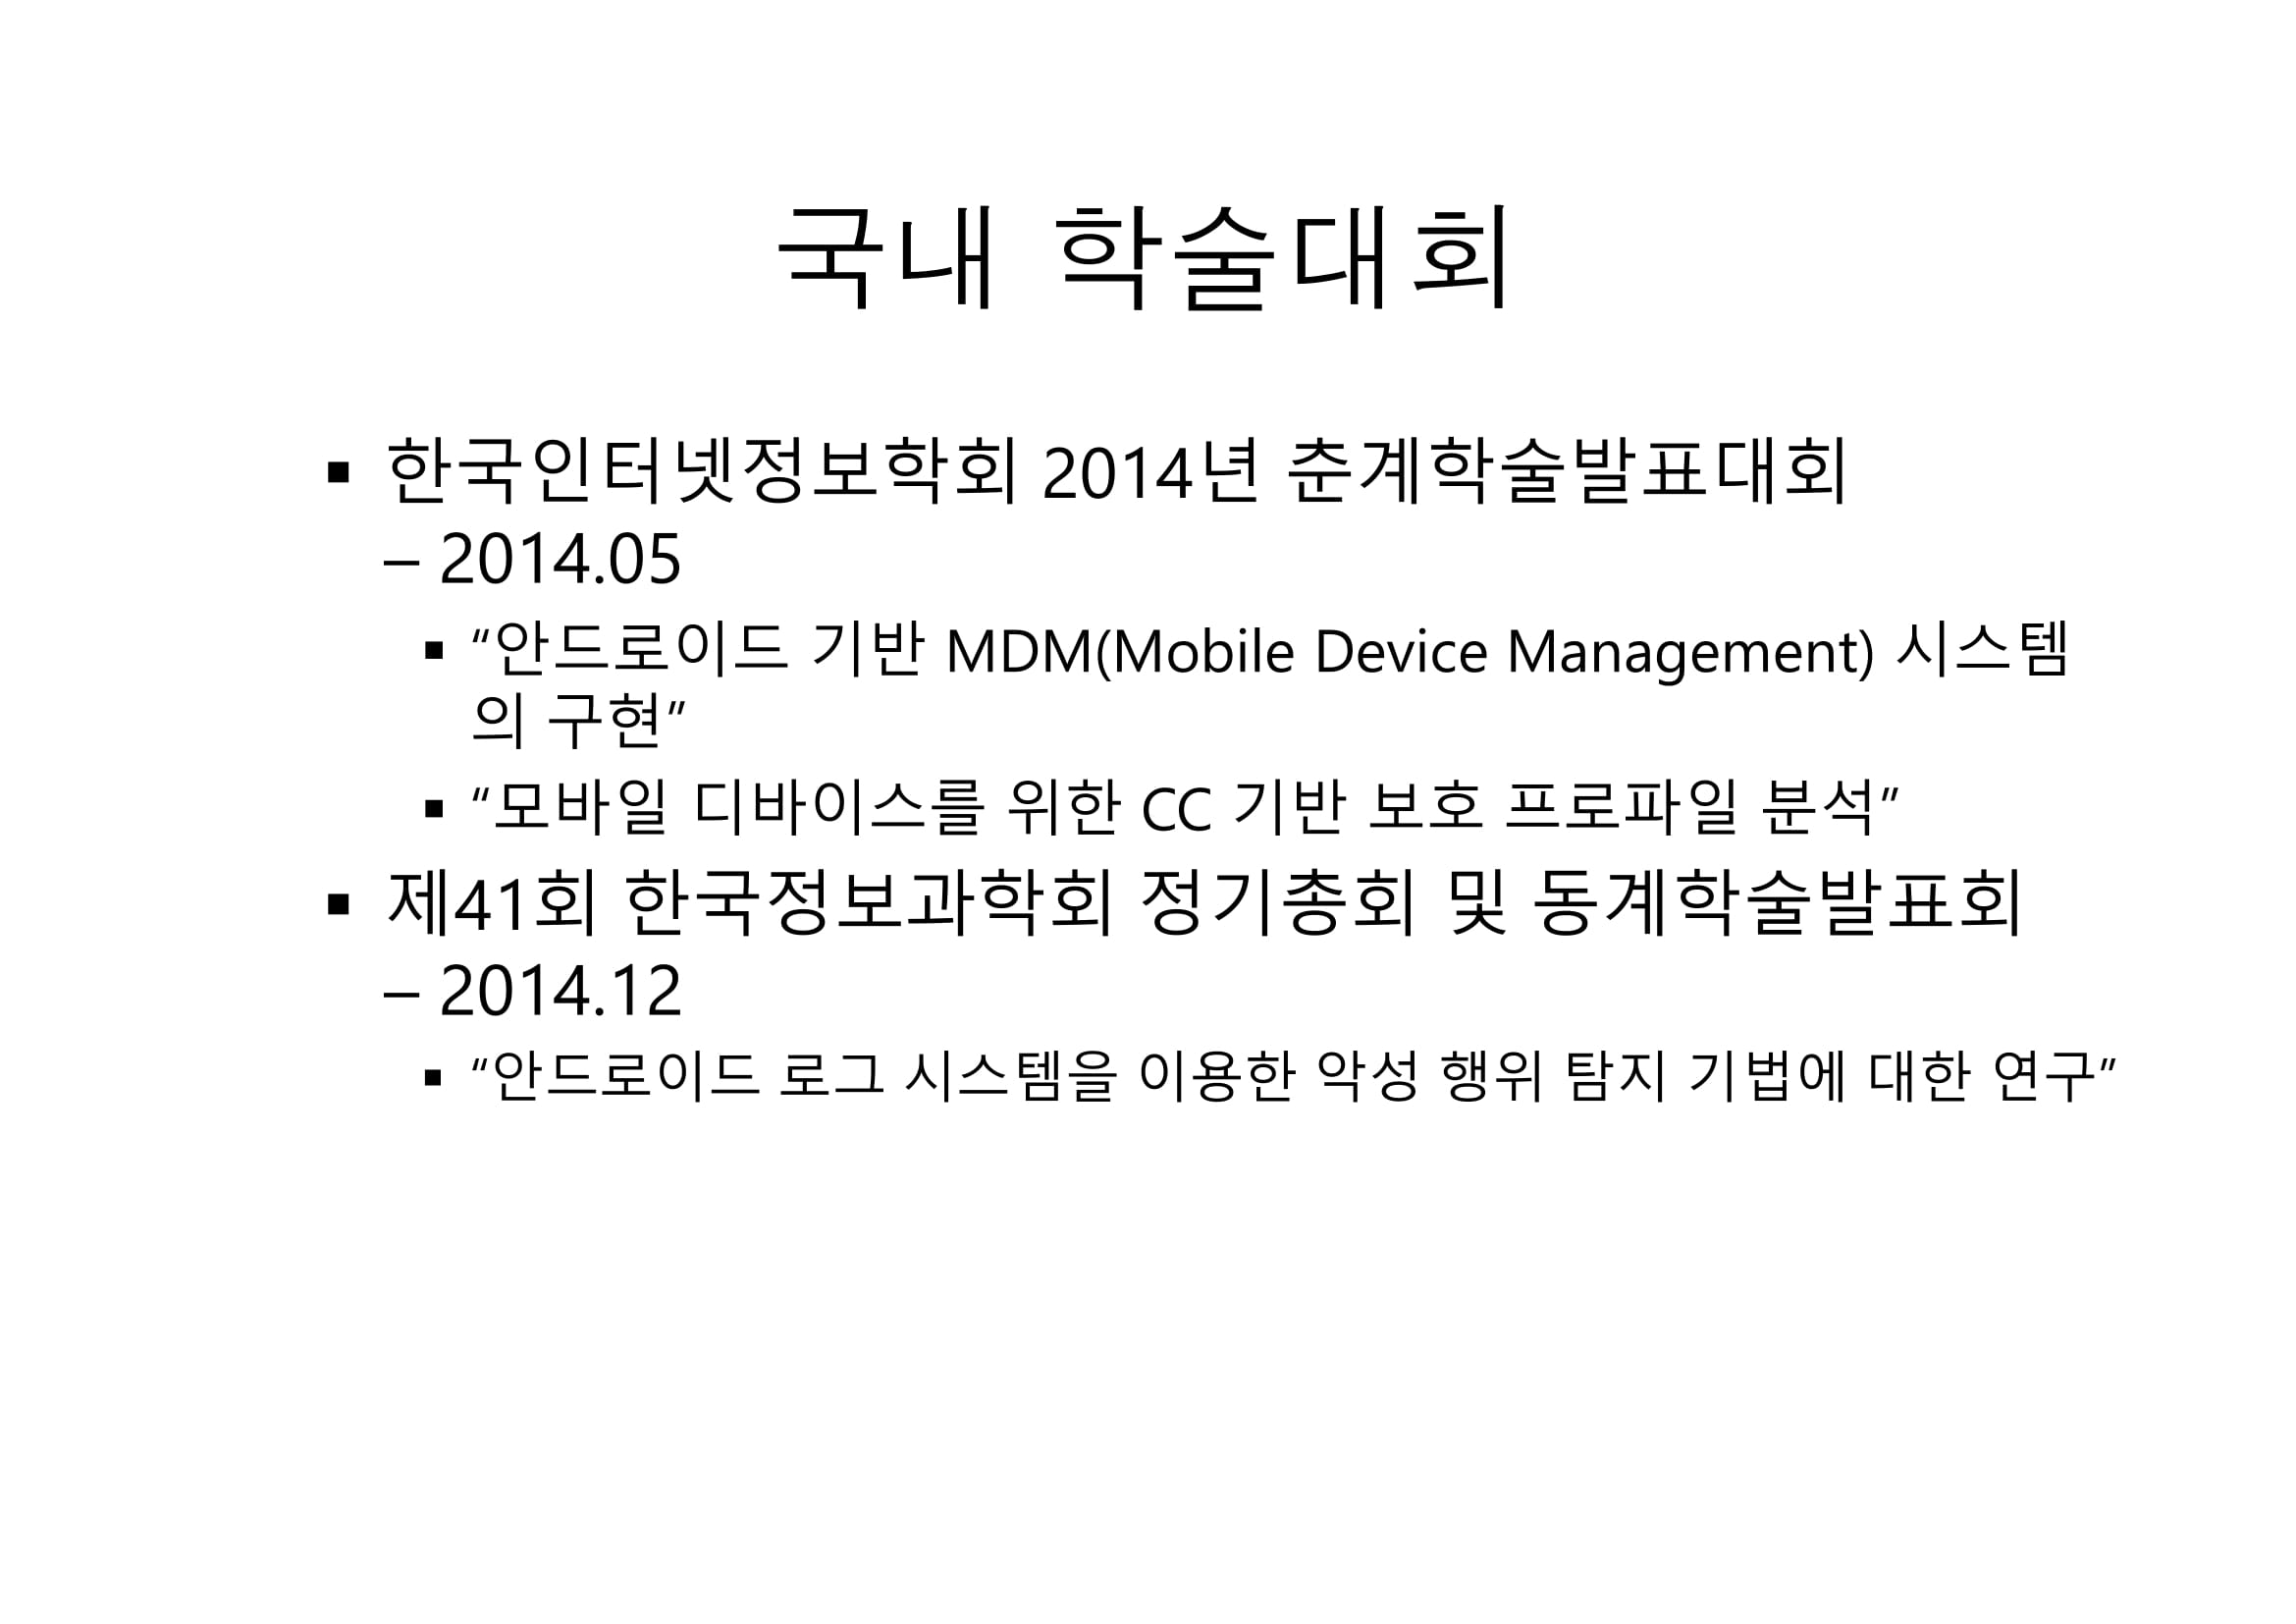 국내 학술대회
▪ 한국인터넷정보학회 2014년 춘계학술발표대회
– 2014.05
▪ “안드로이드 기반 MDM(Mobile Device Management) 시스템
의 구현”
▪ “모바일 디바이스를 위한 CC 기반 보호 프로파일 분석”
▪ 제41회 한국정보과학회 정기총회 및 동계학술발표회
– 2014.12
▪ “안드로이드 로그 시스템을 이용한 악성 행위 탐지 기법에 대한 연구”